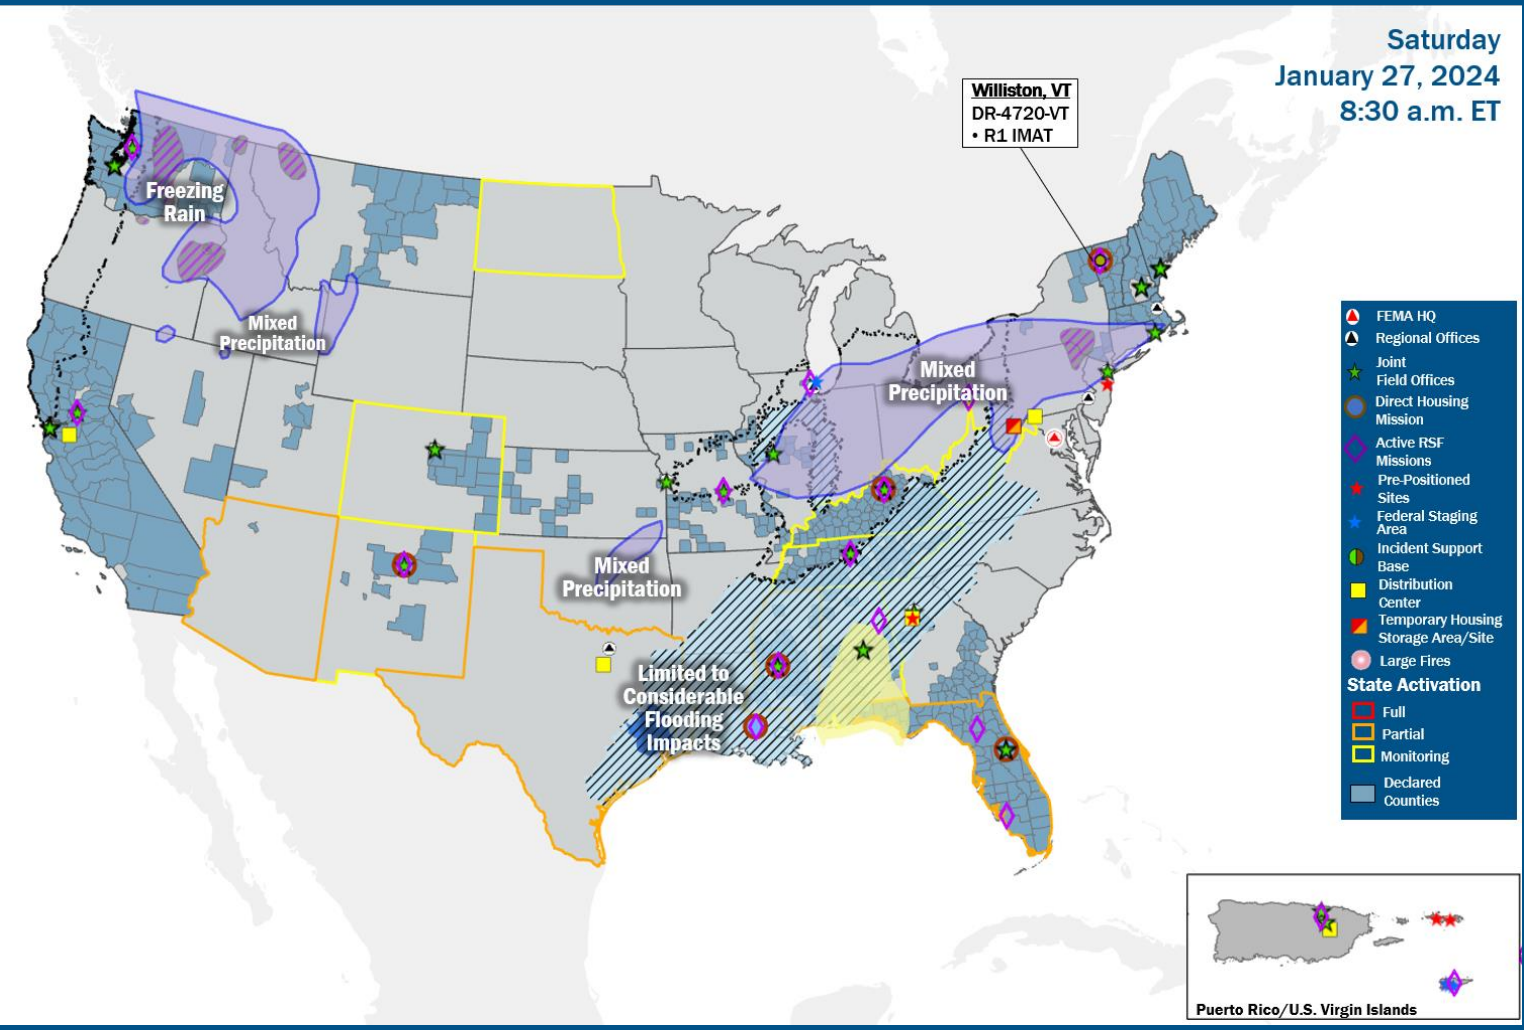 Saturday
January 27, 2024
8:30 a.m. ET
Williston, VT
DR-4720-VT
• R1 IMAT
Freezing
Rain
Mixed
Precipitation
Mixed
Precipitation
Mixed
Precipitation
Limited to
Considerable
Flooding
Impacts
FEMA HQ
Regional Offices
Joint
Field Offices
Direct Housing
Mission
Active RSF
Missions
Pre-Positioned
Sites
Federal Staging
Area
Incident Support
Base
Distribution
Center
Temporary Housing
Storage Area/Site
Large Fires
State Activation
Full
Partial
Monitoring
Declared
Counties
Puerto Rico/U.S. Virgin Islands